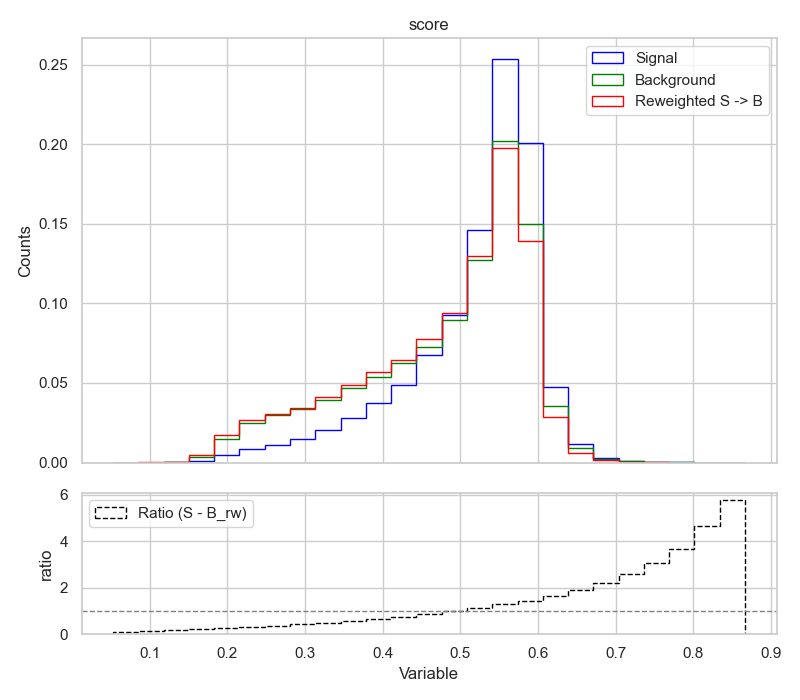 score
Signal
Background
Reweighted S -> B
0.25
0.20
0.15
0.10
0.05
0.00
Counts
Ratio (S - B_rw)
6
4
2
0
ratio
0.1 0.2 0.3 0.4 0.5 0.6 0.7 0.8 0.9
Variable